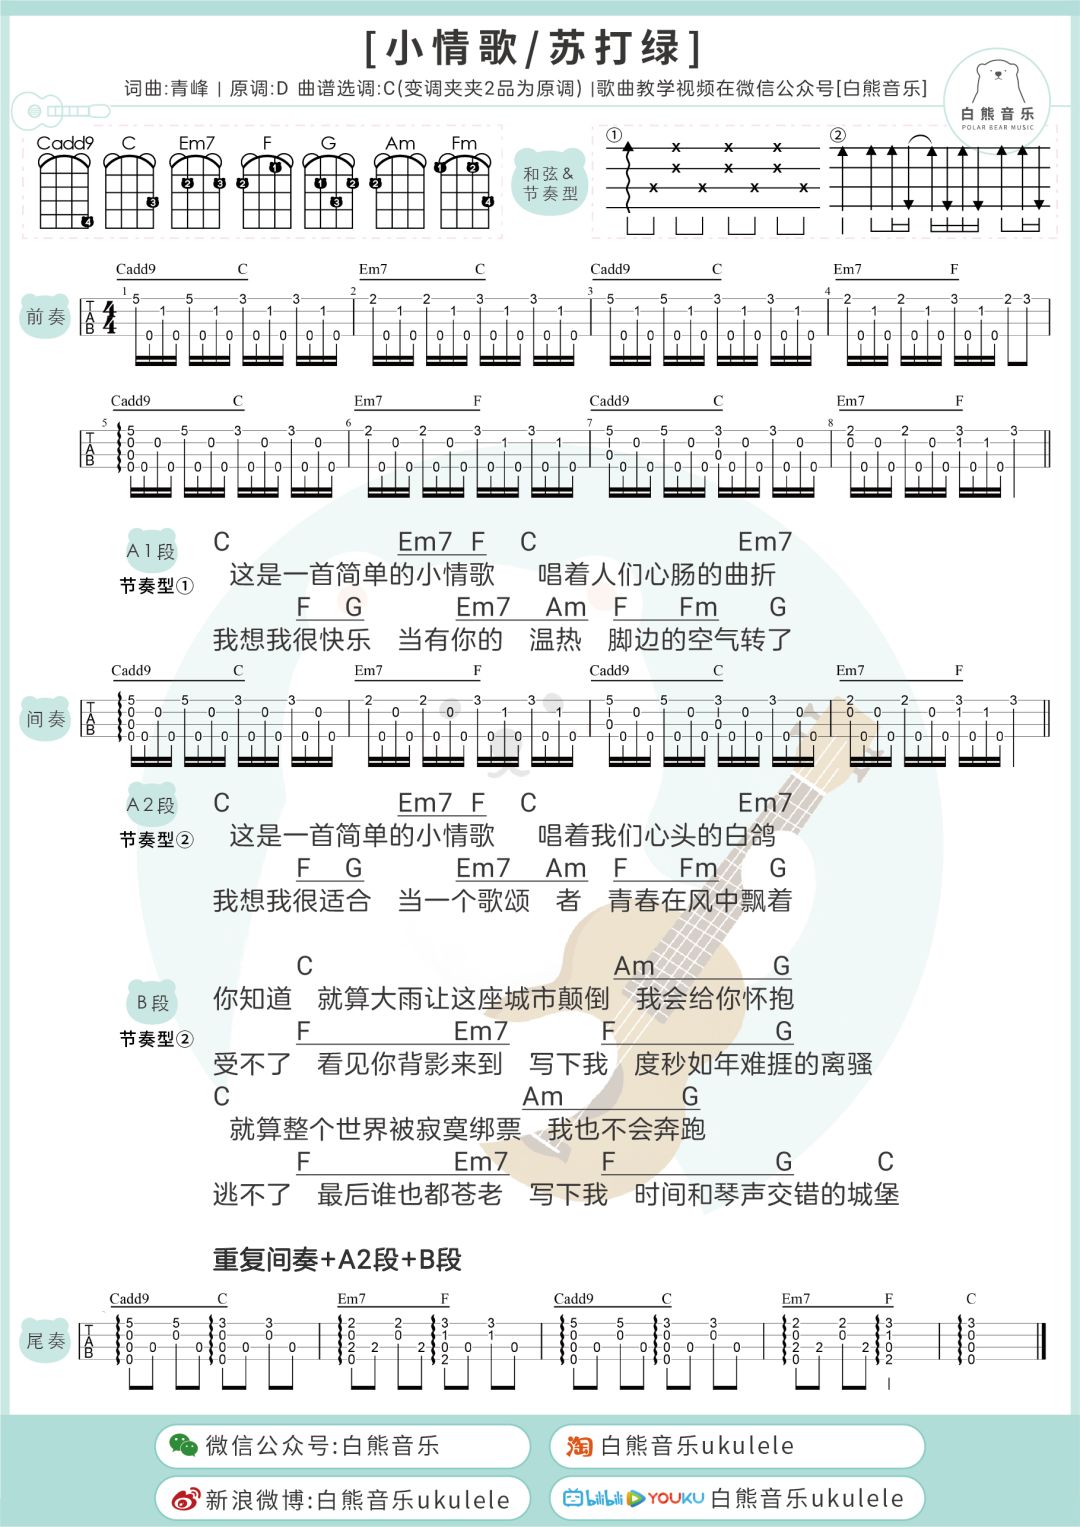 [小情歌/苏打绿]
词曲:青峰 | 原调:D 曲谱选调:C(变调夹夹2品为原调) |歌曲教学视频在微信公众号[白熊音乐]
白熊音乐
POLAR BEAR MUSIC
Cadd9 C Em7 F G Am Fm
和弦&
节奏型
① ②
Cadd9 C Em7 C Cadd9 C Em7 F
前奏
Cadd9 C Em7 F Cadd9 C Em7 F
A1段
节奏型①
C Em7 F C Em7
这是一首简单的小情歌 唱着人们心肠的曲折
F G Em7 Am F Fm G
我想我很快乐 当有你的 温热 脚边的空气转了
Cadd9 C Em7 F Cadd9 C Em7 F
间奏
A2段
节奏型②
C Em7 F C Em7
这是一首简单的小情歌 唱着我们心头的白鸽
F G Em7 Am F Fm G
我想我很适合 当一个歌颂 者 青春在风中飘着
B段
节奏型②
C Am G
你知道 就算大雨让这座城市颠倒 我会给你怀抱
F Em7 F G
受不了 看见你背影来到 写下我 度秒如年难捱的离骚
C Am G
就算整个世界被寂寞绑票 我也不会奔跑
F Em7 F G C
逃不了 最后谁也都苍老 写下我 时间和琴声交错的城堡
重复间奏+A2段+B段
Cadd9 C Em7 F Cadd9 C Em7 F C
尾奏
微信公众号:白熊音乐
白熊音乐ukulele
新浪微博:白熊音乐ukulele
bilibili YOUKU 白熊音乐ukulele